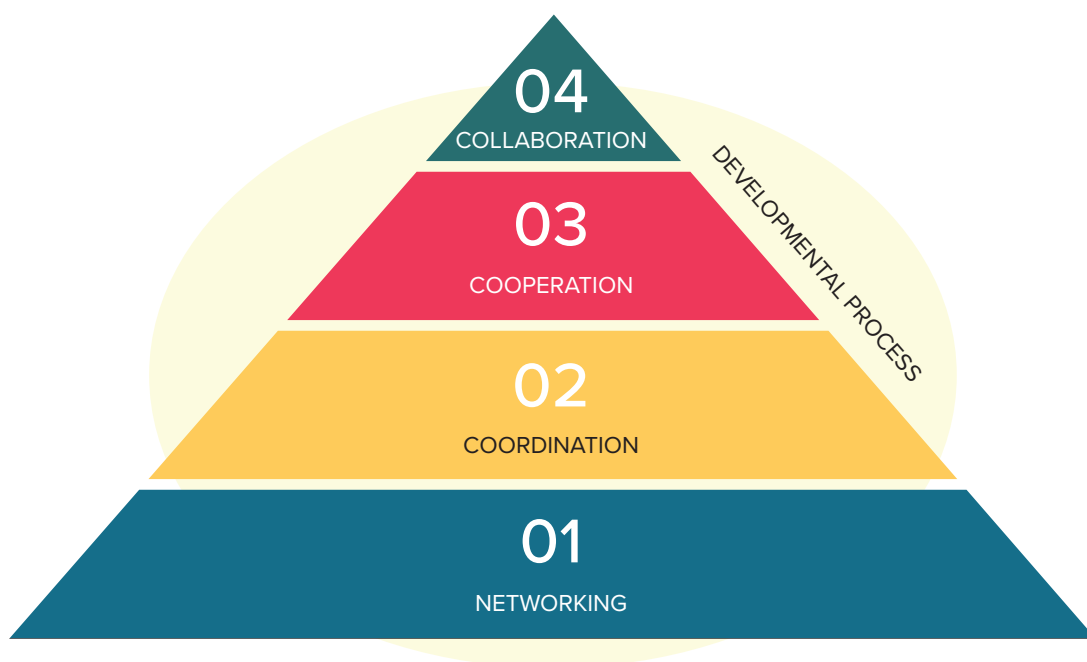 04
COLLABORATION
DEVELOPMENTAL PROCESS
03
COOPERATION
02
COORDINATION
01
NETWORKING